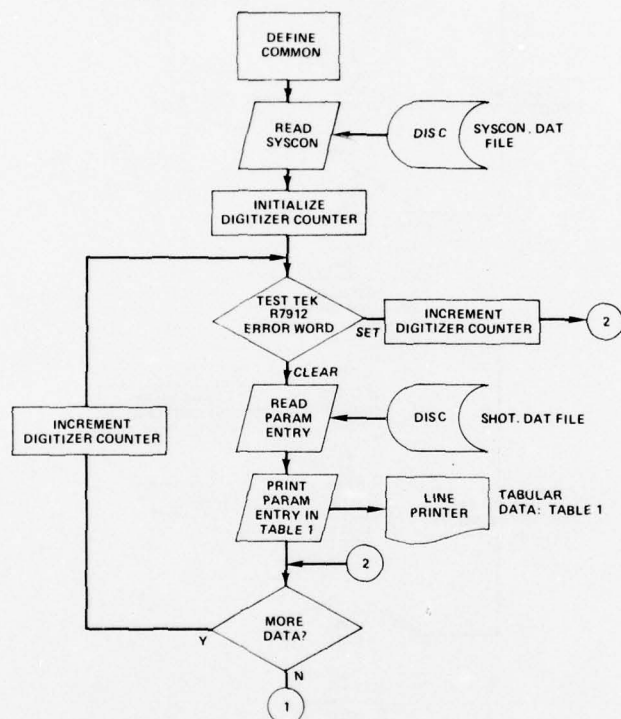 DEFINE
COMMON
READ
SYSCON
DISC
SYSCON. DAT
FILE
INITIALIZE
DIGITIZER COUNTER
TEST TEK
R7912
ERROR WORD
SET
INCREMENT
DIGITIZER COUNTER
2
CLEAR
READ
PARAM
ENTRY
DISC
SHOT. DAT FILE
INCREMENT
DIGITIZER COUNTER
PRINT
PARAM
ENTRY IN
TABLE 1
LINE
PRINTER
TABULAR
DATA: TABLE 1
2
MORE
DATA?
Y
N
1